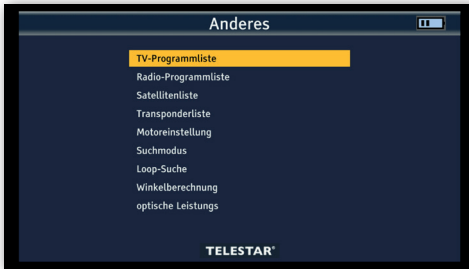 Anderes
TV-Programmliste
Radio-Programmliste
Satellitenliste
Transponderliste
Motoreinstellung
Suchmodus
Loop-Suche
Winkelberechnung
optische Leistungs
TELESTAR®